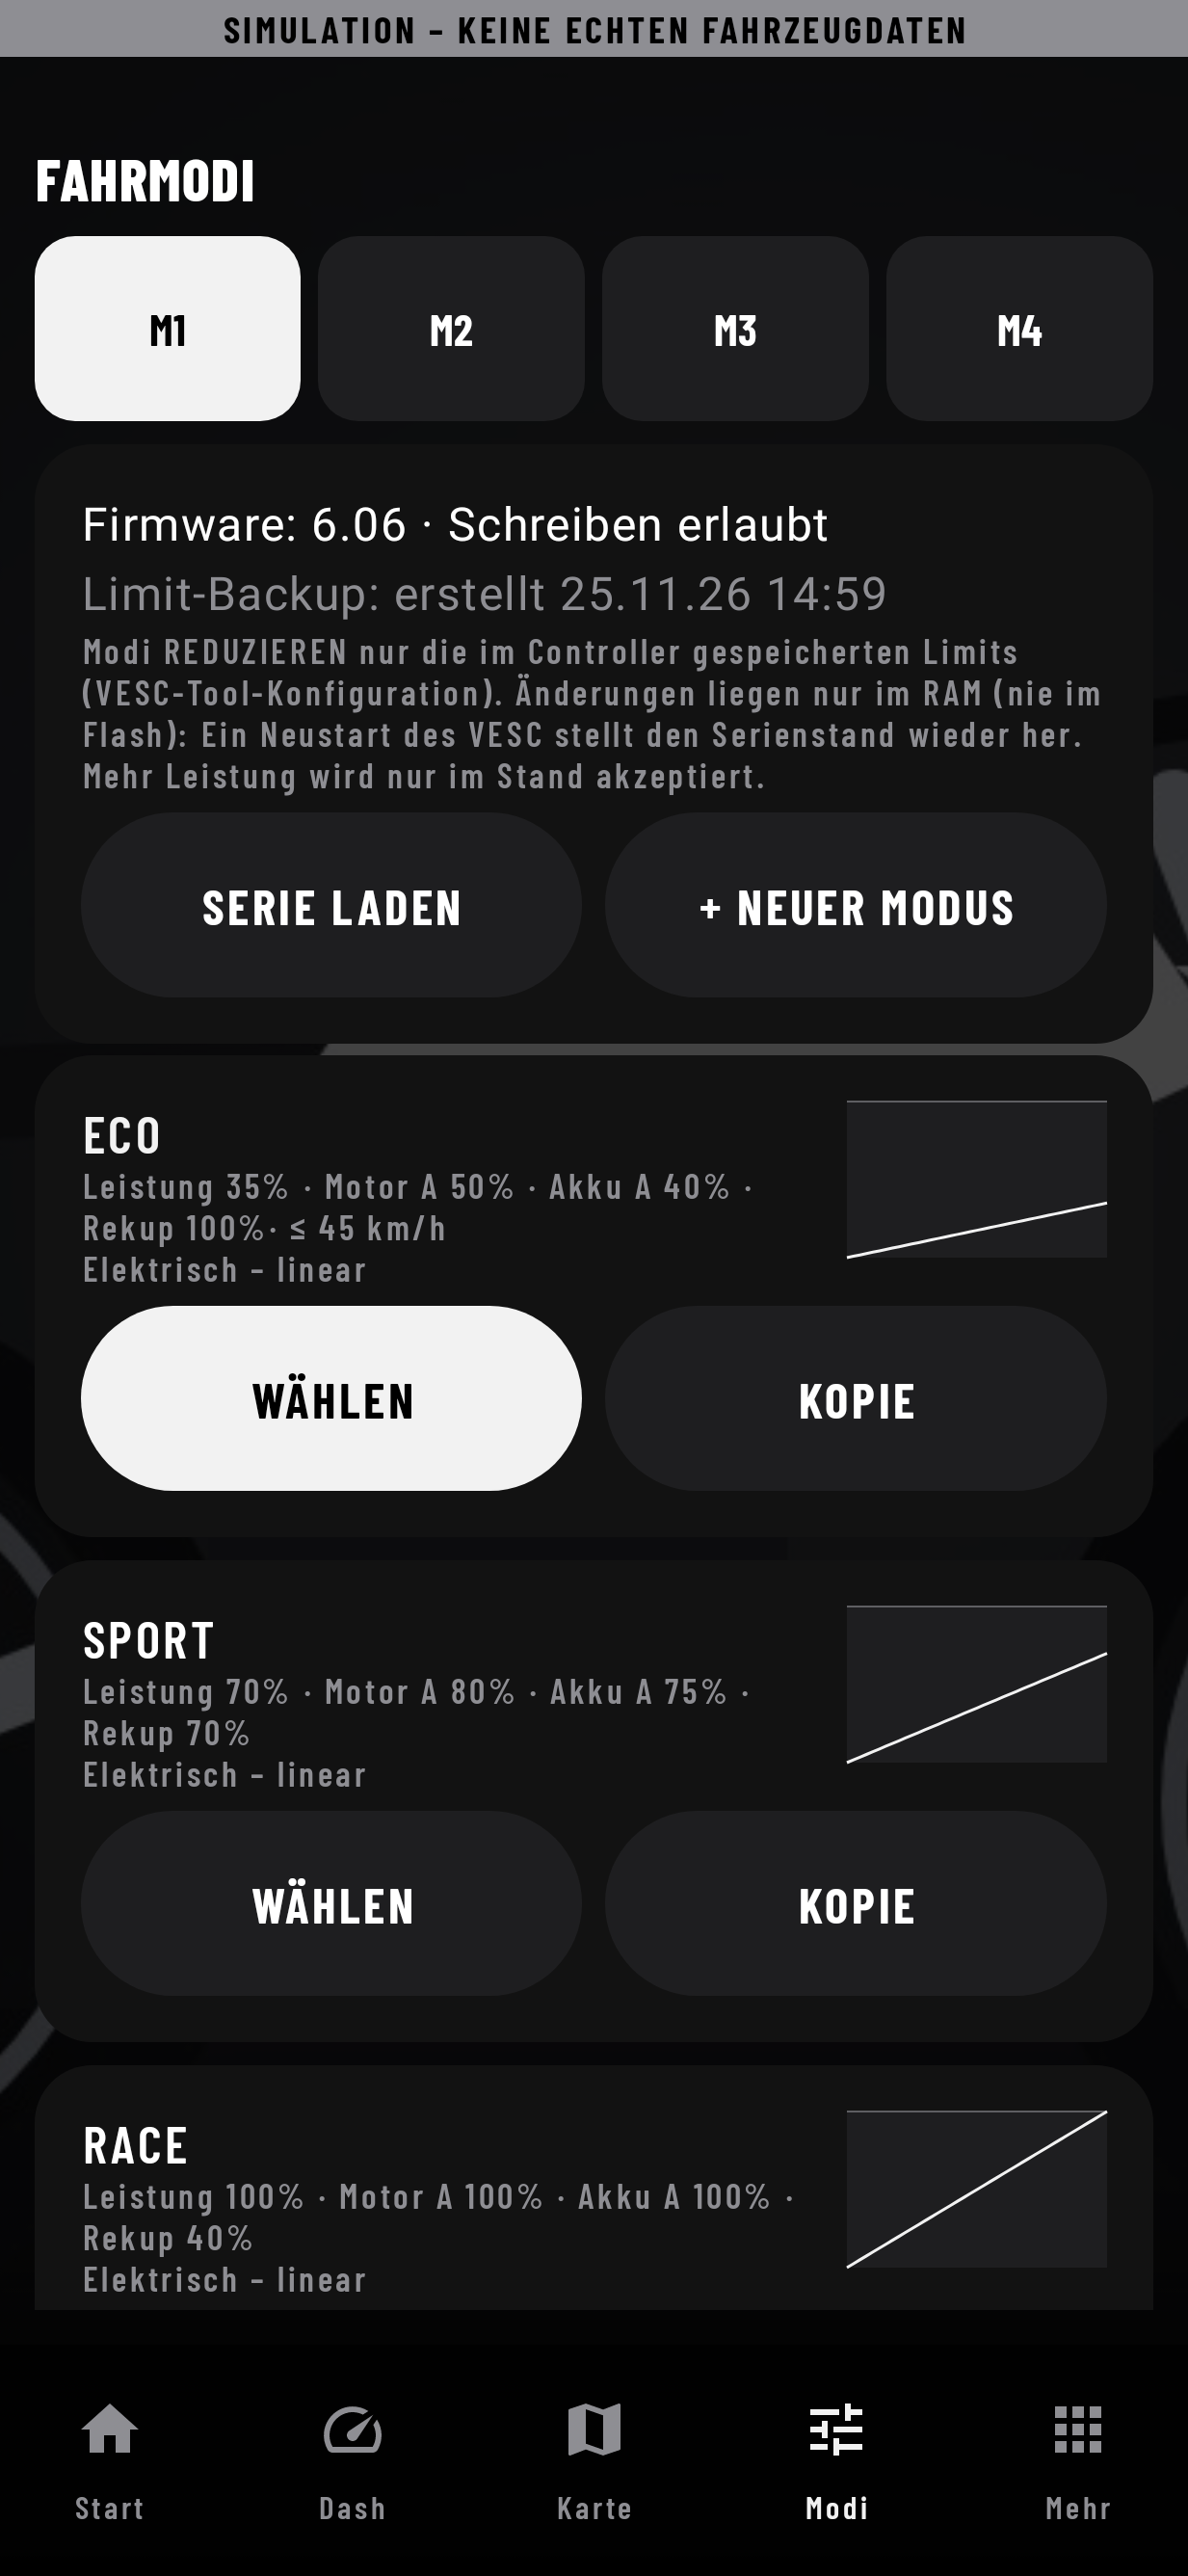 SIMULATION – KEINE ECHTEN FAHRZEUGDATEN
FAHRMODI
M1 M2 M3 M4
Firmware: 6.06 · Schreiben erlaubt
Limit-Backup: erstellt 25.11.26 14:59
Modi REDUZIEREN nur die im Controller gespeicherten Limits
(VESC-Tool-Konfiguration). Änderungen liegen nur im RAM (nie im
Flash): Ein Neustart des VESC stellt den Serienstand wieder her.
Mehr Leistung wird nur im Stand akzeptiert.
SERIE LADEN + NEUER MODUS
ECO
Leistung 35% · Motor A 50% · Akku A 40% ·
Rekup 100%· ≤ 45 km/h
Elektrisch – linear
WÄHLEN KOPIE
SPORT
Leistung 70% · Motor A 80% · Akku A 75% ·
Rekup 70%
Elektrisch – linear
WÄHLEN KOPIE
RACE
Leistung 100% · Motor A 100% · Akku A 100% ·
Rekup 40%
Elektrisch – linear
Start Dash Karte Modi Mehr